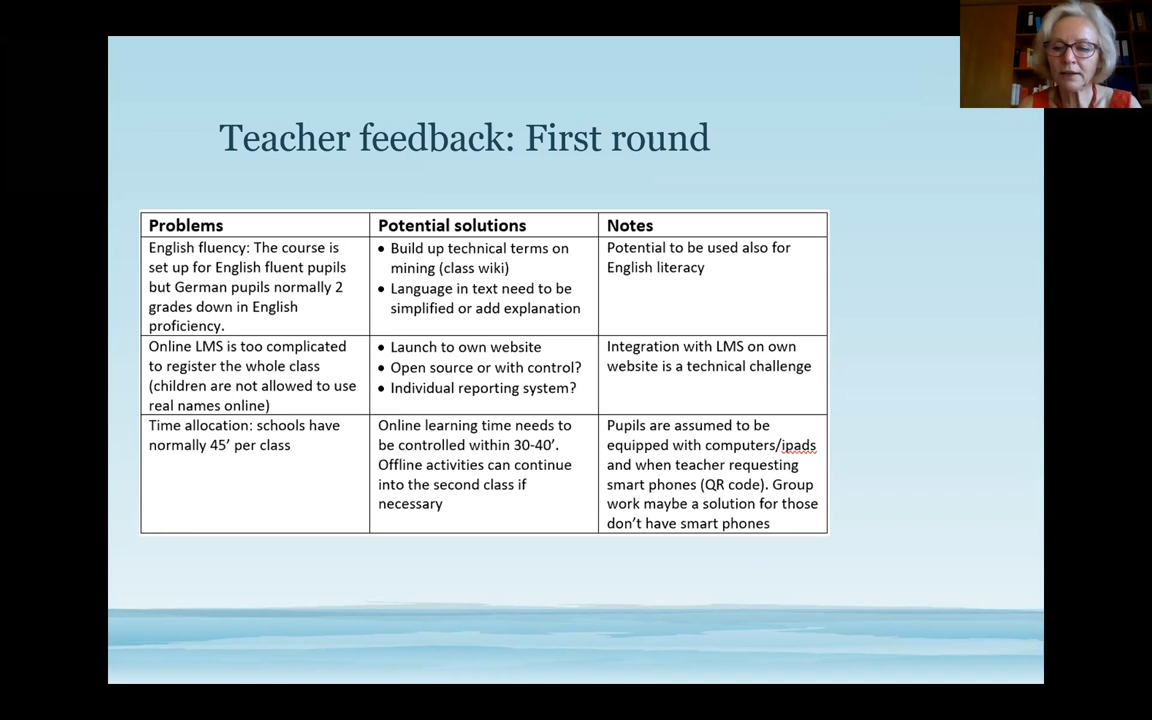 Teacher feedback: First round
Problems
Potential solutions
Notes
English fluency: The course is
set up for English fluent pupils
but German pupils normally 2
grades down in English
proficiency.
• Build up technical terms on
mining (class wiki)
• Language in text need to be
simplified or add explanation
Potential to be used also for
English literacy
Online LMS is too complicated
to register the whole class
(children are not allowed to use
real names online)
• Launch to own website
• Open source or with control?
• Individual reporting system?
Integration with LMS on own
website is a technical challenge
Time allocation: schools have
normally 45’ per class
Online learning time needs to
be controlled within 30-40’.
Offline activities can continue
into the second class if
necessary
Pupils are assumed to be
equipped with computers/ipads
and when teacher requesting
smart phones (QR code). Group
work maybe a solution for those
don’t have smart phones